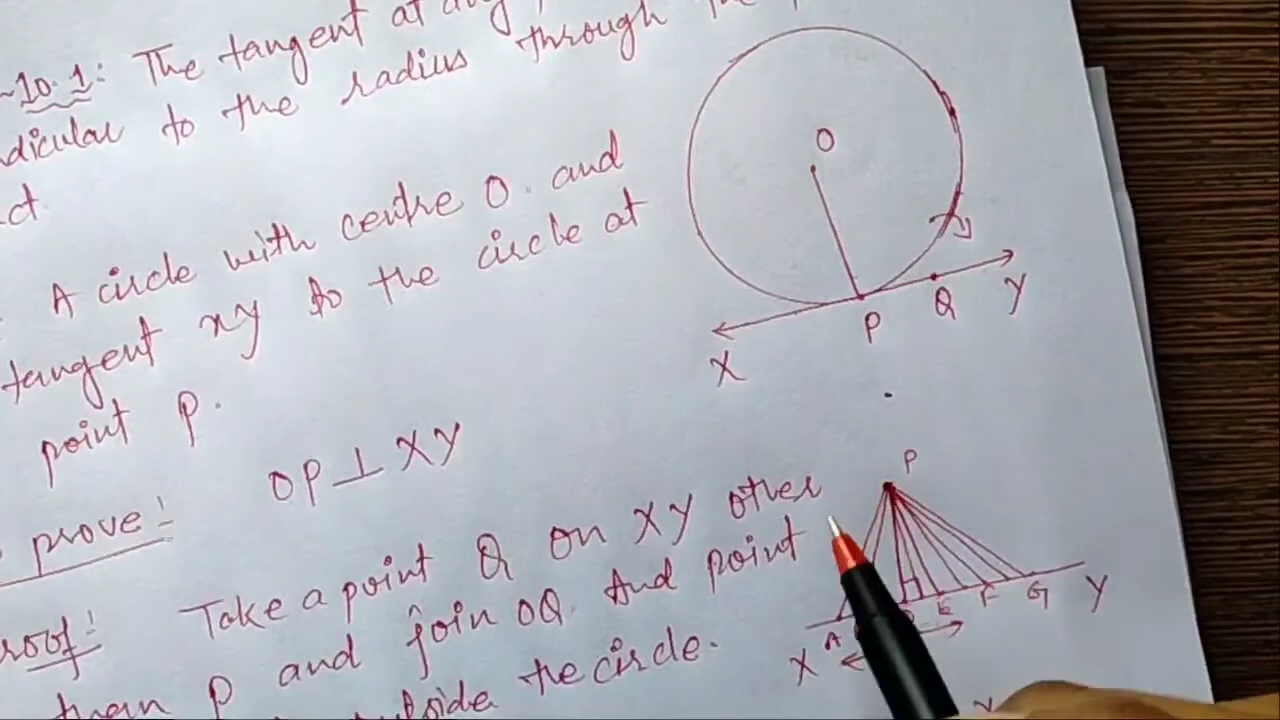 10.1: The tangent at any
dicular to the radius through
ct.
A circle with centre O. and
tangent xy to the circle at
point P.
prove:
OP⊥XY
roof: Take a point Q on XY other
than P and join OQ. And point
the circle.
O
P
Q
X
Y
P
A
E
F
G
X
Y